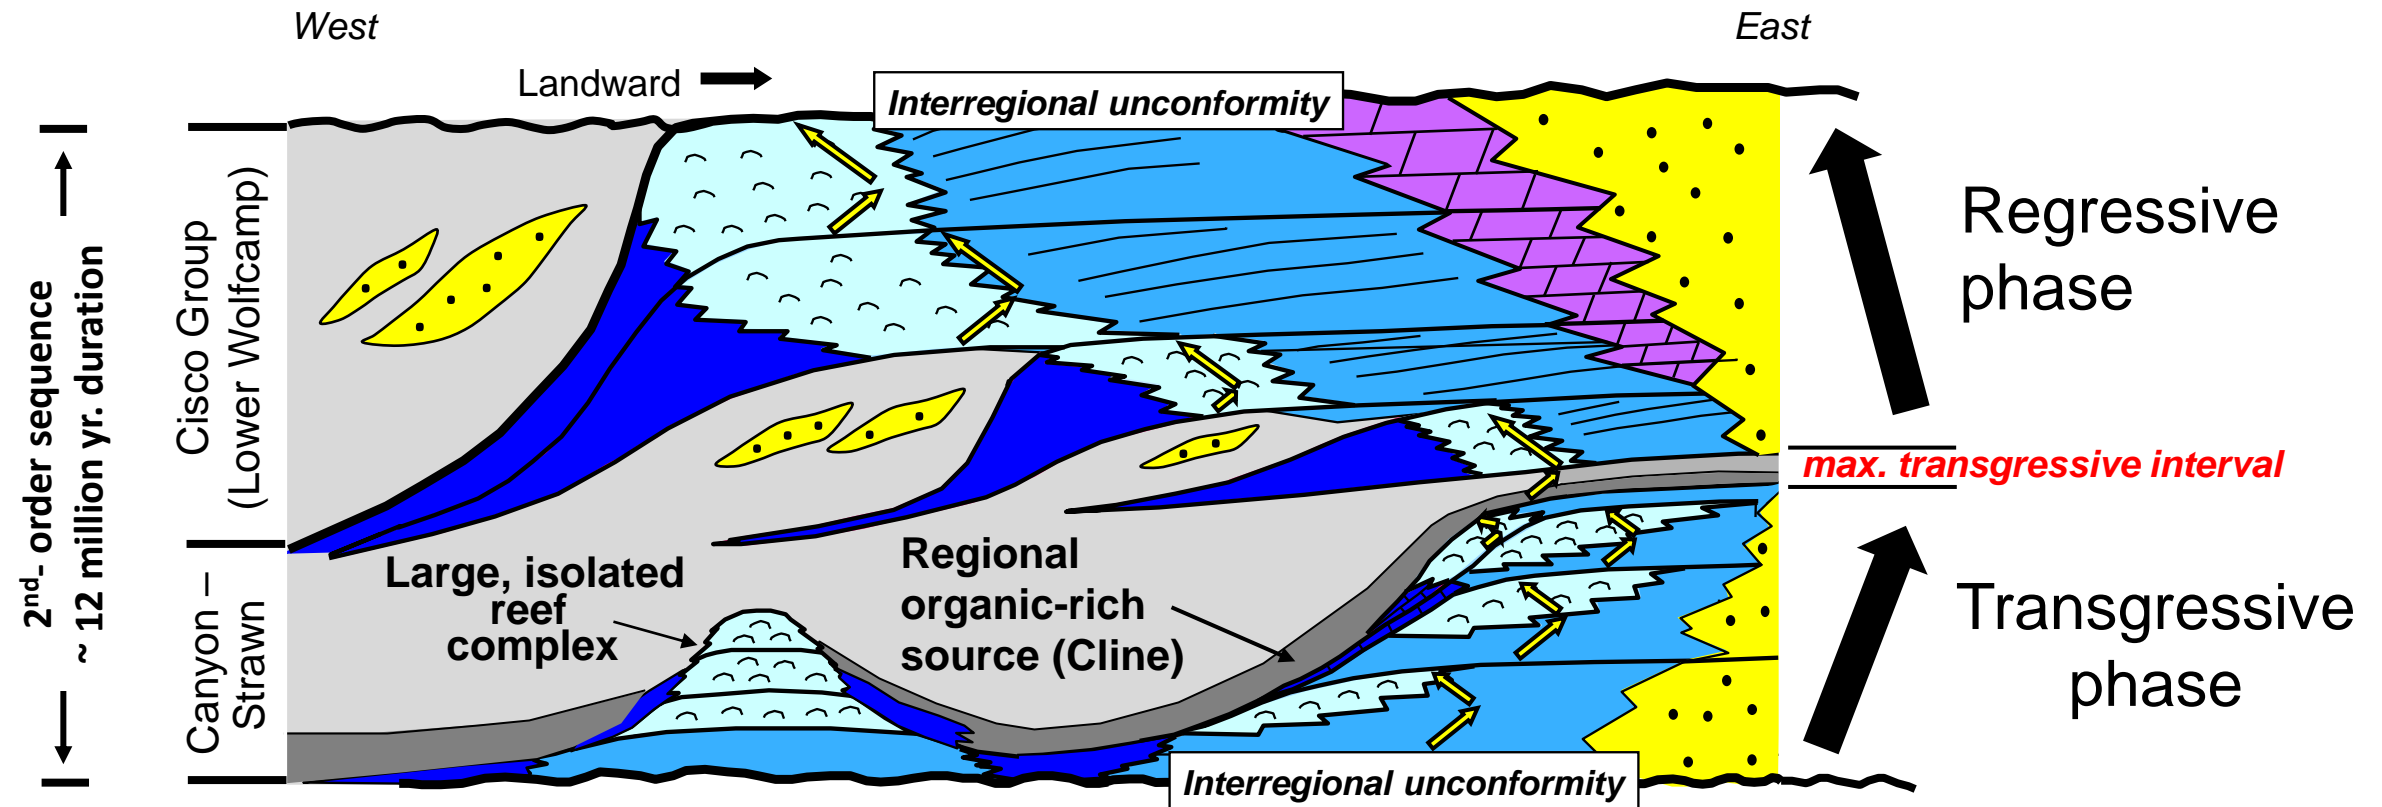 West
East
Landward
Interregional unconformity
2nd- order sequence
~ 12 million yr. duration
Cisco Group
(Lower Wolfcamp)
Canyon –
Strawn
Regressive
phase
max. transgressive interval
Large, isolated
reef
complex
Regional
organic-rich
source (Cline)
Transgressive
phase
Interregional unconformity